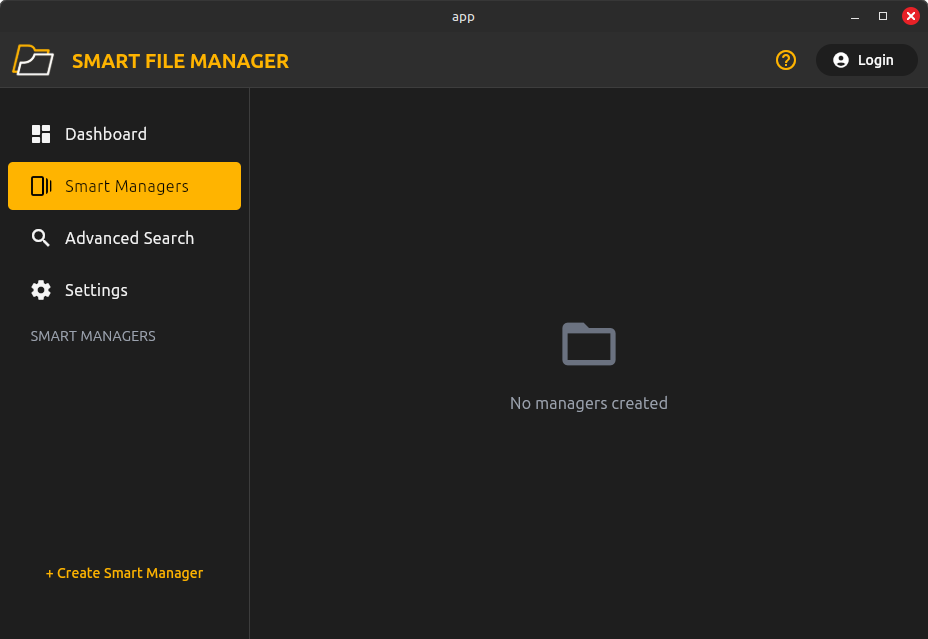 app
SMART FILE MANAGER
Login
Dashboard
Smart Managers
Advanced Search
Settings
SMART MANAGERS
No managers created
+ Create Smart Manager